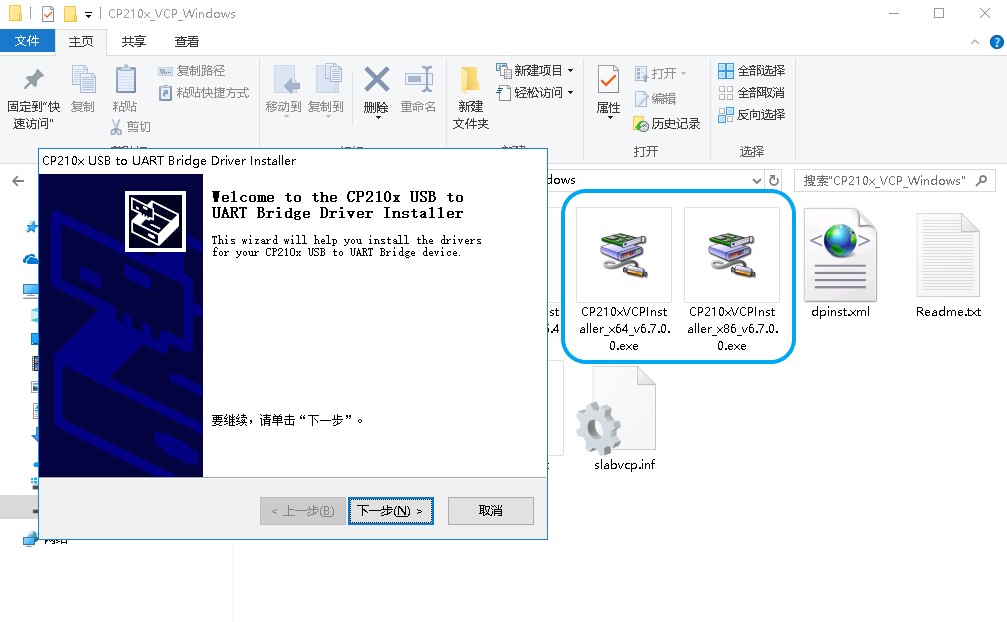 CP210x_VCP_Windows
文件
主页
共享
查看
固定到“快
速访问”
复制
粘贴
复制路径
粘贴快捷方式
剪切
移动到
复制到
删除
重命名
新建
文件夹
新建项目
轻松访问
属性
打开
编辑
历史记录
打开
全部选择
全部取消
反向选择
选择
dows
搜索"CP210x_VCP_Windows"
CP210x USB to UART Bridge Driver Installer
Welcome to the CP210x USB to
UART Bridge Driver Installer
This wizard will help you install the drivers
for your CP210x USB to UART Bridge device.
要继续，请单击“下一步”。
< 上一步(B)
下一步(N) >
取消
CP210xVCPInst
aller_x64_v6.7.0.
0.exe
CP210xVCPInst
aller_x86_v6.7.0.
0.exe
dpinst.xml
Readme.txt
slabvcp.inf
网络